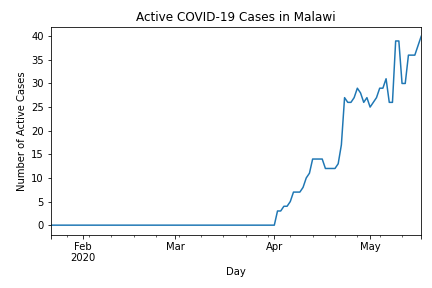 Active COVID-19 Cases in Malawi
40
35
30
25
20
15
10
5
0
Number of Active Cases
Feb
2020
Mar
Apr
May
Day